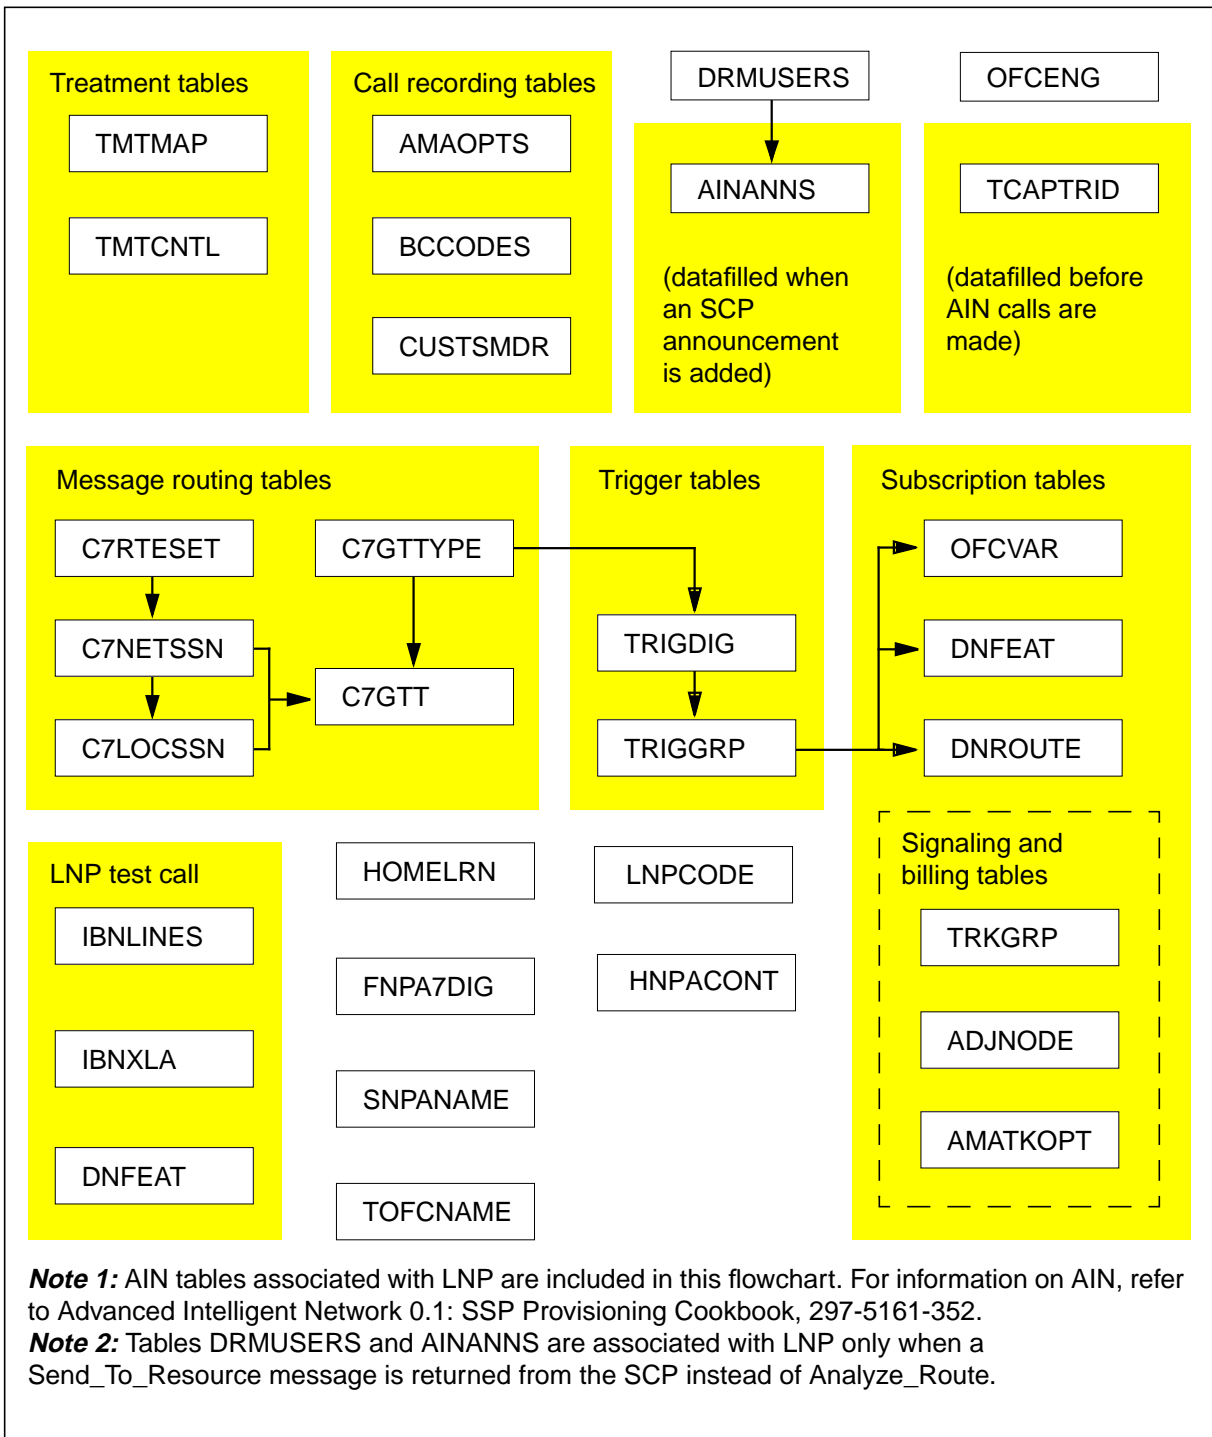 Treatment tables
TMTMAP
TMTCNTL
Call recording tables
AMAOPTS
BCCODES
CUSTSMDR
DRMUSERS
AINANNS
(datafilled when
an SCP
announcement
is added)
OFCENG
TCAPTRID
(datafilled before
AIN calls are
made)
Message routing tables
C7RTESET
C7NETSSN
C7LOCSSN
C7GTTYPE
C7GTT
Trigger tables
TRIGDIG
TRIGGRP
Subscription tables
OFCVAR
DNFEAT
DNROUTE
Signaling and
billing tables
TRKGRP
ADJNODE
AMATKOPT
LNP test call
IBNLINES
IBNXLA
DNFEAT
HOMELRN
FNPA7DIG
SNPANAME
TOFCNAME
LNPCODE
HNPACONT
Note 1: AIN tables associated with LNP are included in this flowchart. For information on AIN, refer
to Advanced Intelligent Network 0.1: SSP Provisioning Cookbook, 297-5161-352.
Note 2: Tables DRMUSERS and AINANNS are associated with LNP only when a
Send_To_Resource message is returned from the SCP instead of Analyze_Route.